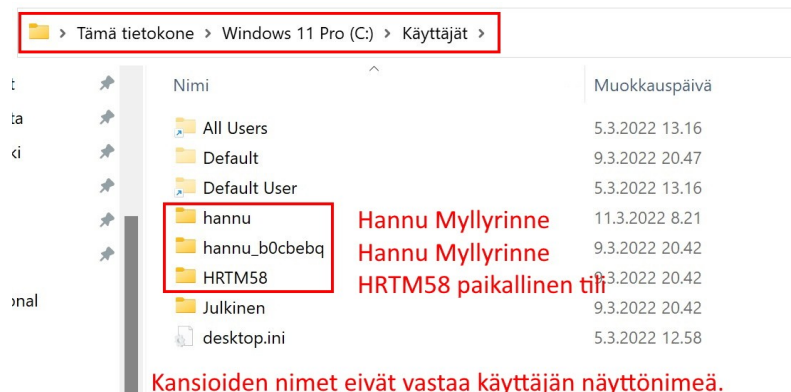 Tämä tietokone > Windows 11 Pro (C:) > Käyttäjät >
Nimi Muokkauspäivä
All Users 5.3.2022 13.16
Default 9.3.2022 20.47
Default User 5.3.2022 13.16
hannu Hannu Myllyrinne 11.3.2022 8.21
hannu_b0cbebq Hannu Myllyrinne 9.3.2022 20.42
HRTM58 HRTM58 paikallinen tili 9.3.2022 20.42
Julkinen 9.3.2022 20.42
desktop.ini 5.3.2022 12.58
Kansioiden nimet eivät vastaa käyttäjän näyttönimeä.